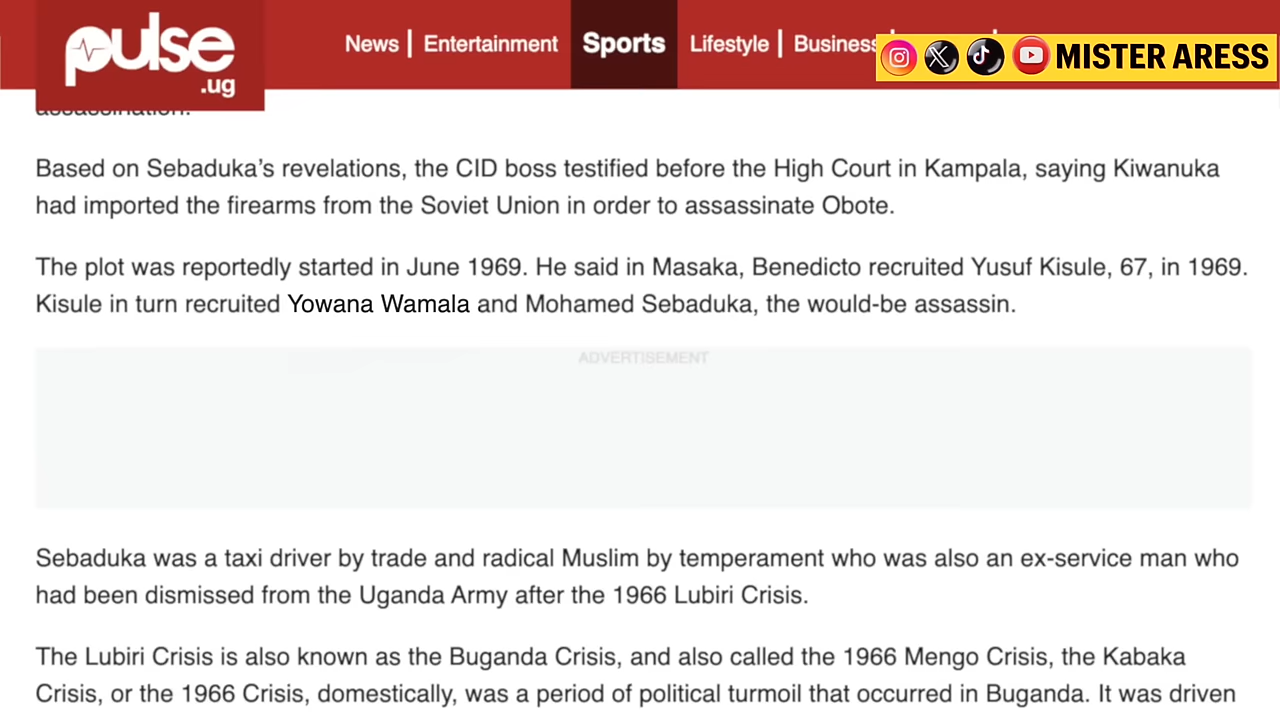 pulse
.ug
News | Entertainment Sports Lifestyle | Business
MISTER ARESS
assassination.
Based on Sebaduka’s revelations, the CID boss testified before the High Court in Kampala, saying Kiwanuka
had imported the firearms from the Soviet Union in order to assassinate Obote.
The plot was reportedly started in June 1969. He said in Masaka, Benedicto recruited Yusuf Kisule, 67, in 1969.
Kisule in turn recruited Yowana Wamala and Mohamed Sebaduka, the would-be assassin.
ADVERTISEMENT
Sebaduka was a taxi driver by trade and radical Muslim by temperament who was also an ex-service man who
had been dismissed from the Uganda Army after the 1966 Lubiri Crisis.
The Lubiri Crisis is also known as the Buganda Crisis, and also called the 1966 Mengo Crisis, the Kabaka
Crisis, or the 1966 Crisis, domestically, was a period of political turmoil that occurred in Buganda. It was driven